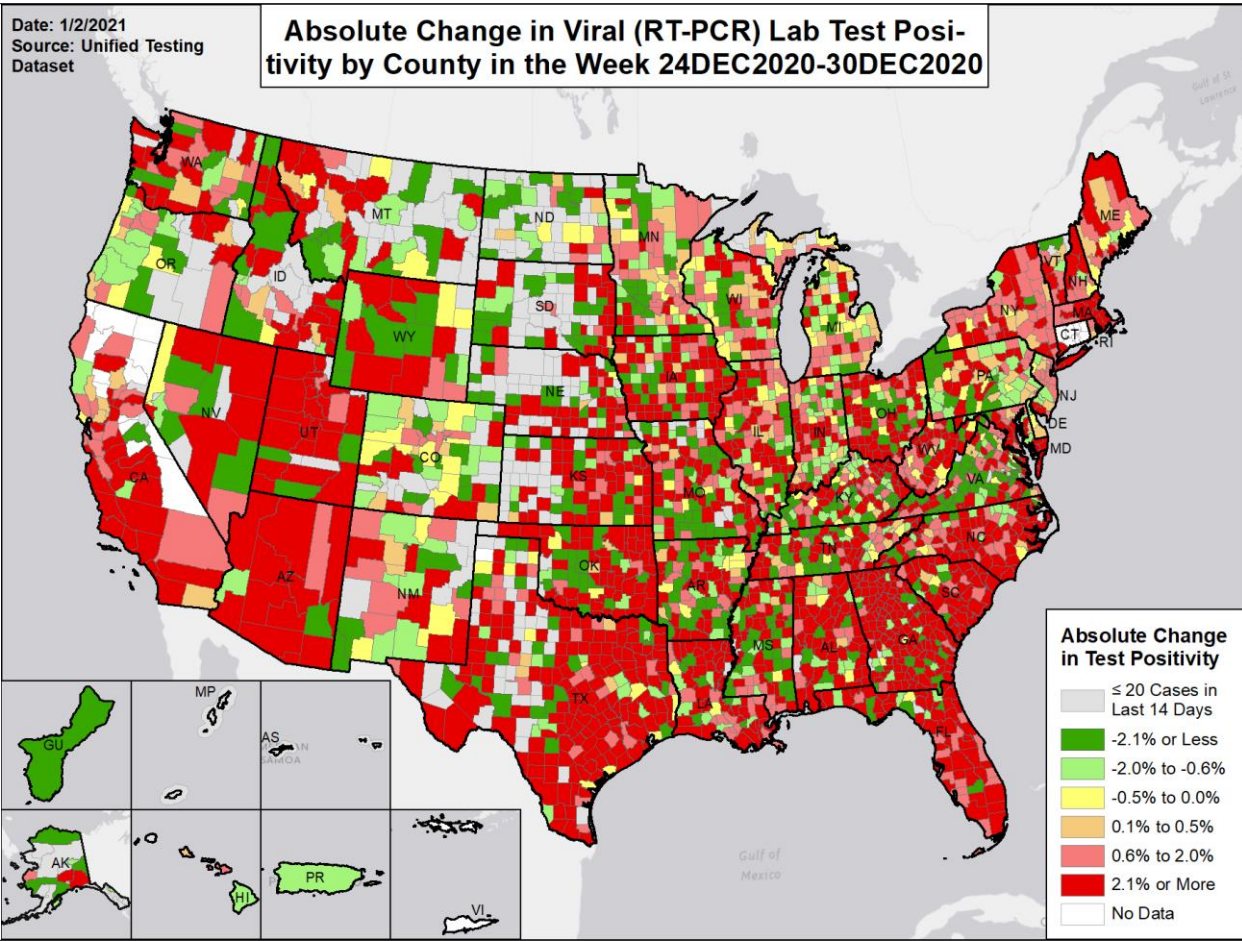 Date: 1/2/2021
Source: Unified Testing
Dataset
Absolute Change in Viral (RT-PCR) Lab Test Posi-
tivity by County in the Week 24DEC2020-30DEC2020
Gulf of St.
Lawrence
WA
MT
ND
MN
ME
OR
ID
SD
WI
VT
NH
NY
MA
WY
MI
CT
RI
NE
IA
PA
NJ
NV
UT
CO
IL
IN
OH
DE
MD
CA
KS
MO
WV
VA
KY
AZ
NM
OK
AR
TN
NC
SC
MS
AL
GA
TX
LA
FL
Gulf of
Mexico
GU
MP
AS
SAMOA
AK
HI
PR
VI
Absolute Change
in Test Positivity
≤ 20 Cases in
Last 14 Days
-2.1% or Less
-2.0% to -0.6%
-0.5% to 0.0%
0.1% to 0.5%
0.6% to 2.0%
2.1% or More
No Data